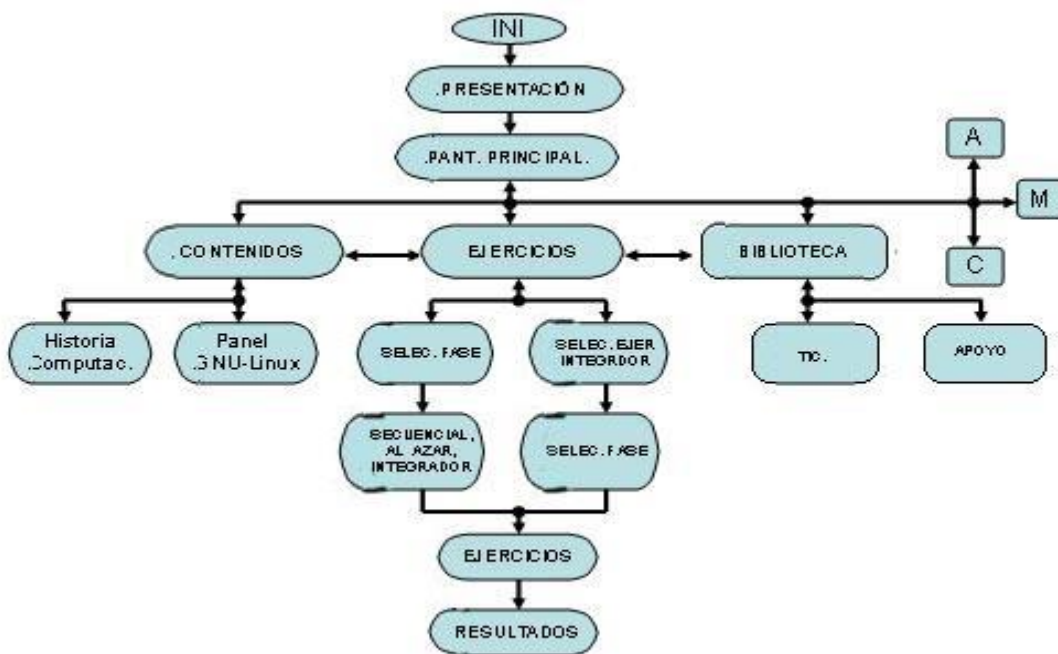 INI
.PRESENTACIÓN
.PANT. PRINCIPAL.
A
M
C
.CONTENIDOS
EJERCICIOS
BIBLIOTECA
Historia
.Computac.
Panel
.GNU-Linux
SELEC. FASE
SELEC. EJER
INTEGRDOR
TIC.
APOYO
SECUENCIAL,
AL AZAR,
INTEGRADOR
SELEC. FASE
EJERCICIOS
RESULTADOS